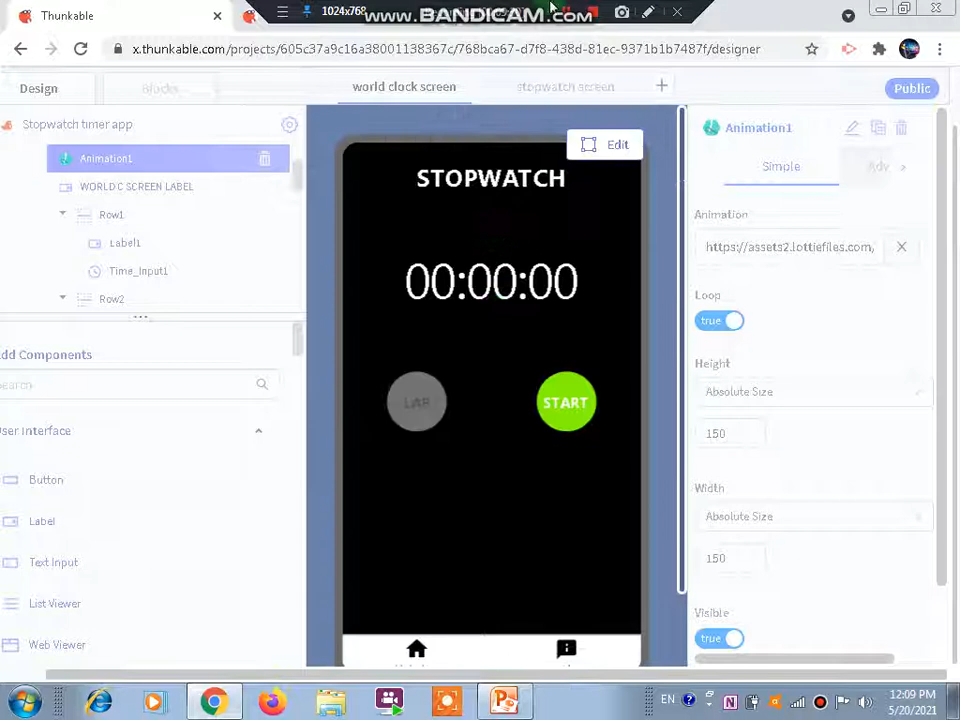 Thunkable
1024x768
www.BANDICAM.com
x.thunkable.com/projects/605c37a9c16a38001138367c/768bca67-d7f8-438d-81ec-9371b1b7487f/designer
Design
Blocks
world clock screen
stopwatch screen
Public
Stopwatch timer app
Animation1
WORLD C SCREEN LABEL
Row1
Label1
Time_Input1
Row2
Add Components
Search
User Interface
Button
Label
Text Input
List Viewer
Web Viewer
Edit
STOPWATCH
00:00:00
LAP
START
Animation1
Simple
Adv
Animation
https://assets2.lottiefiles.com,
Loop
true
Height
Absolute Size
150
Width
Absolute Size
150
Visible
true
EN
12:09 PM
5/20/2021